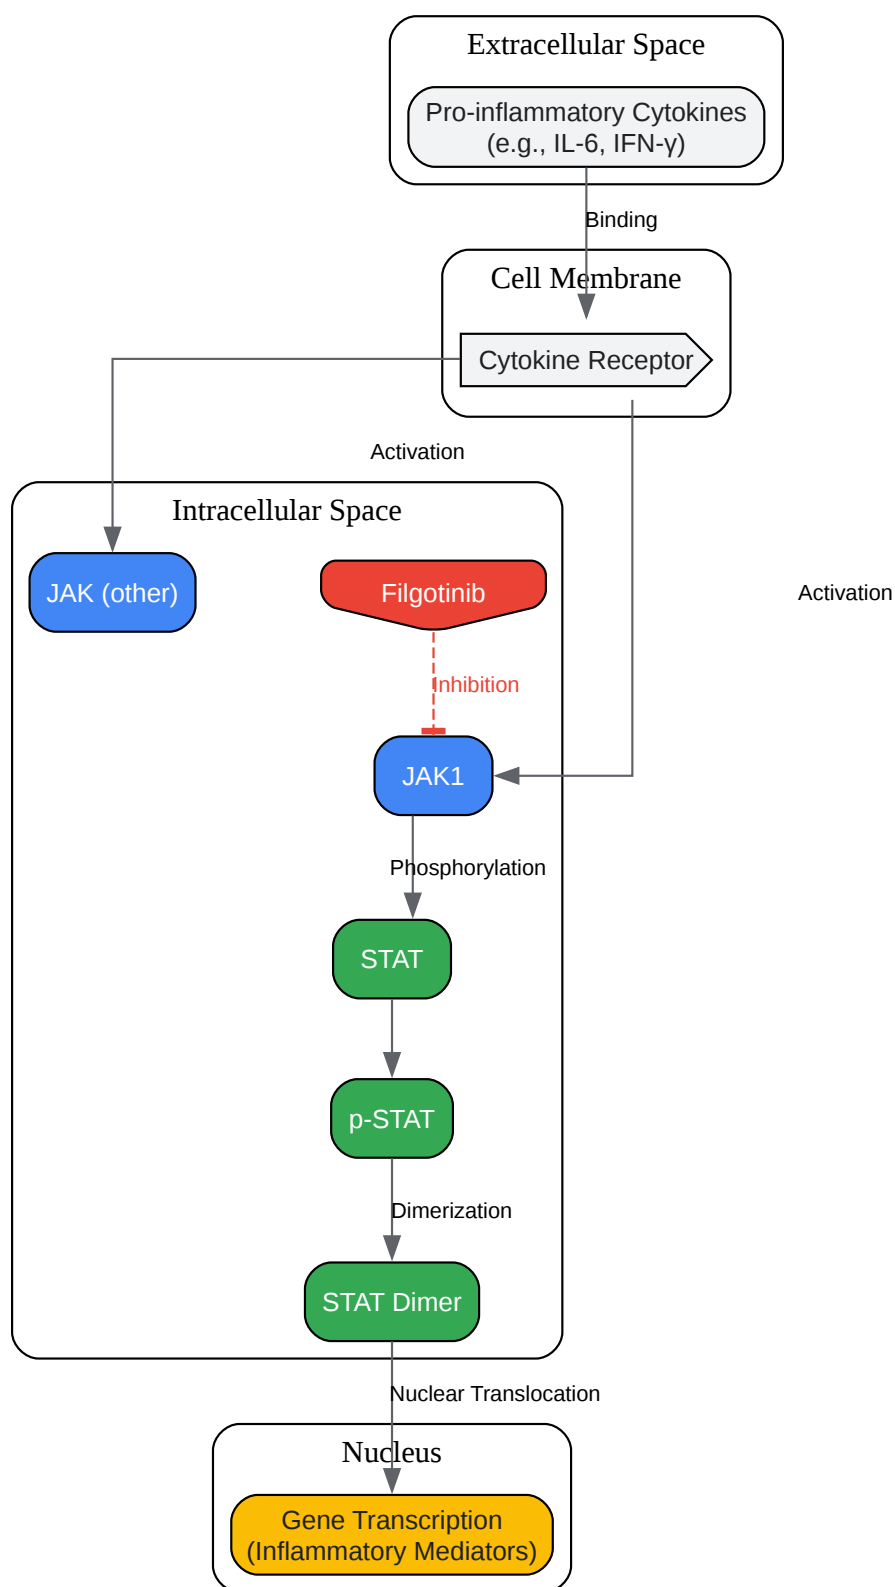 Extracellular Space
Pro-inflammatory Cytokines
(e.g., IL-6, IFN-γ)
Binding
Cell Membrane
Cytokine Receptor
Activation
Intracellular Space
JAK (other)
Filgotinib
Activation
Inhibition
JAK1
Phosphorylation
STAT
p-STAT
Dimerization
STAT Dimer
Nuclear Translocation
Nucleus
Gene Transcription
(Inflammatory Mediators)